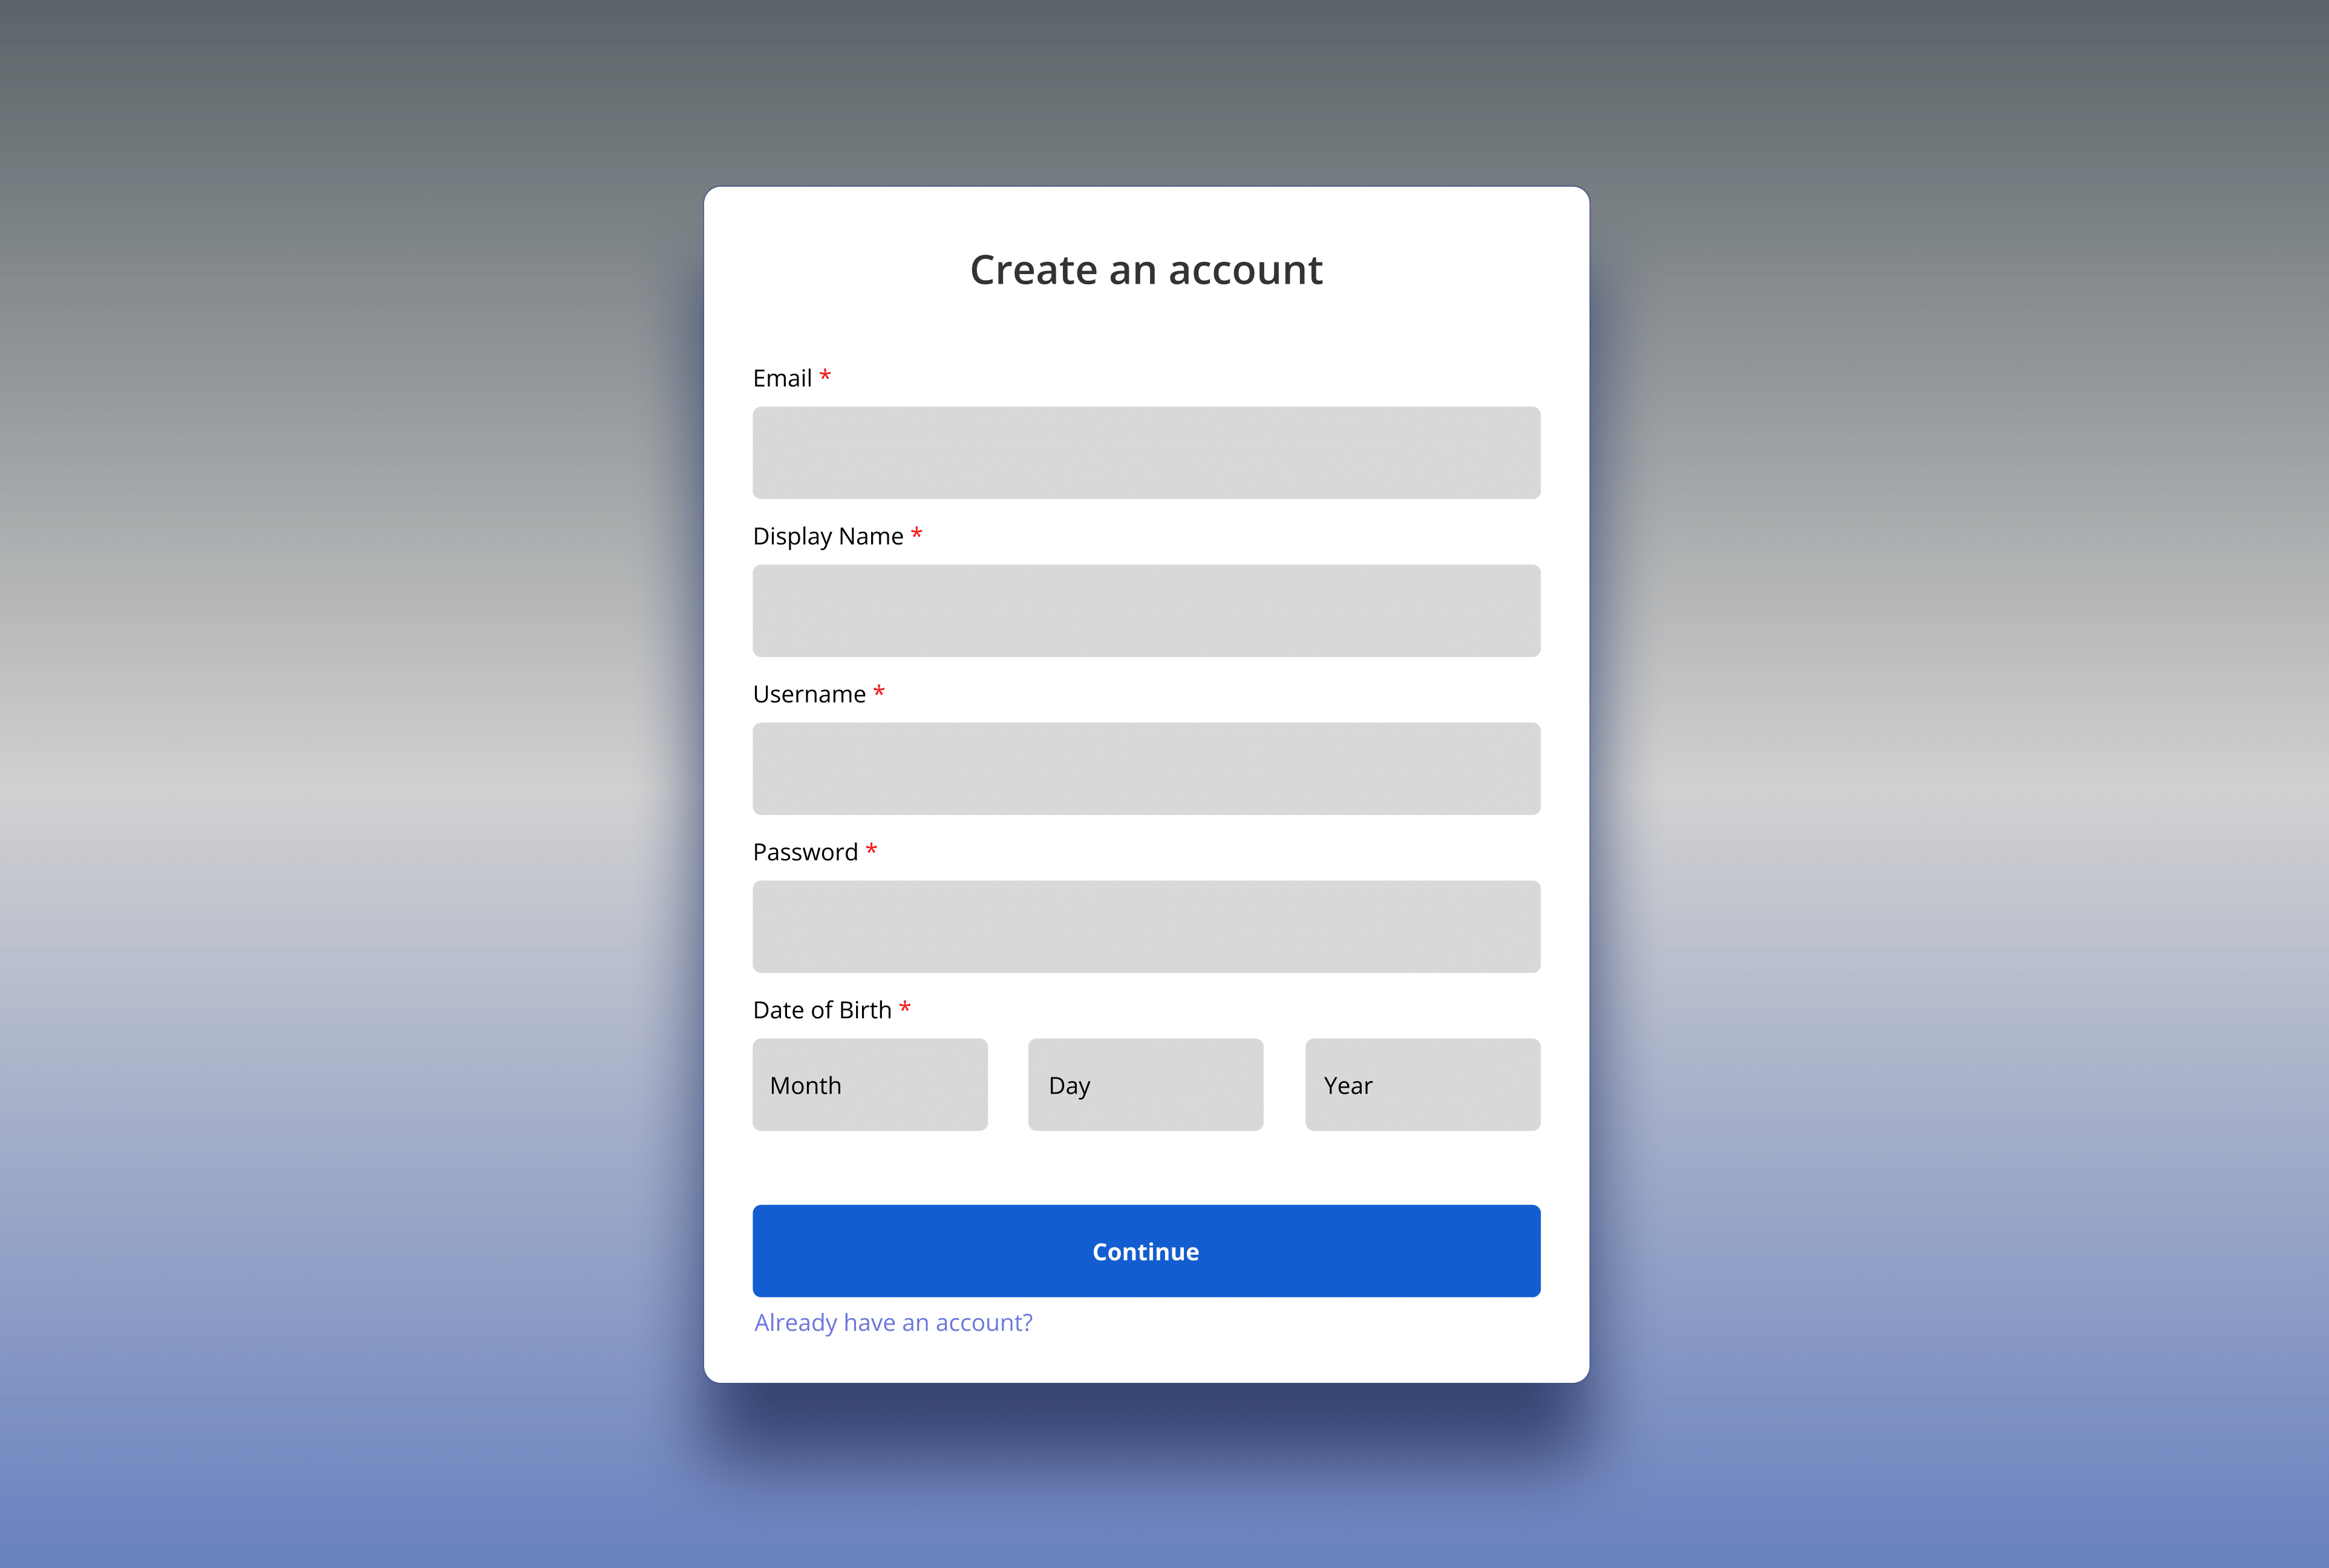 Create an account
Email *
Display Name *
Username *
Password *
Date of Birth *
Month Day Year
Continue
Already have an account?